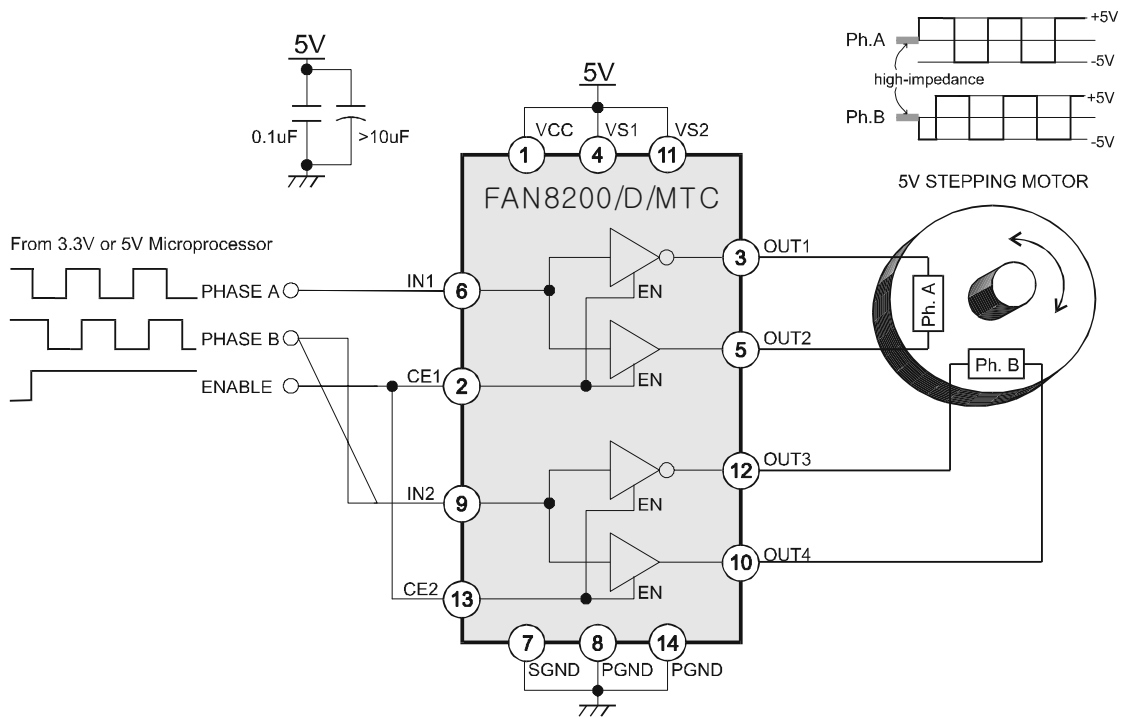 5V
0.1uF
>10uF
5V
VCC
VS1
VS2
1
4
11
FAN8200/D/MTC
Ph.A
+5V
-5V
high-impedance
Ph.B
+5V
-5V
5V STEPPING MOTOR
From 3.3V or 5V Microprocessor
PHASE A
IN1
6
PHASE B
ENABLE
CE1
2
IN2
9
CE2
13
EN
EN
EN
EN
3
OUT1
5
OUT2
12
OUT3
10
OUT4
Ph. A
Ph. B
7
8
14
SGND
PGND
PGND